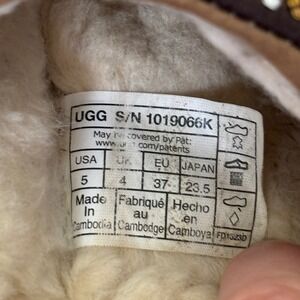 UGG S/N 1019066K
May be covered by Pat:
www.ugg.com/patents
USA UK EU JAPAN
5 4 37 23.5
Made Fabriqué Hecho
In au en
Cambodia Cambodge Camboya